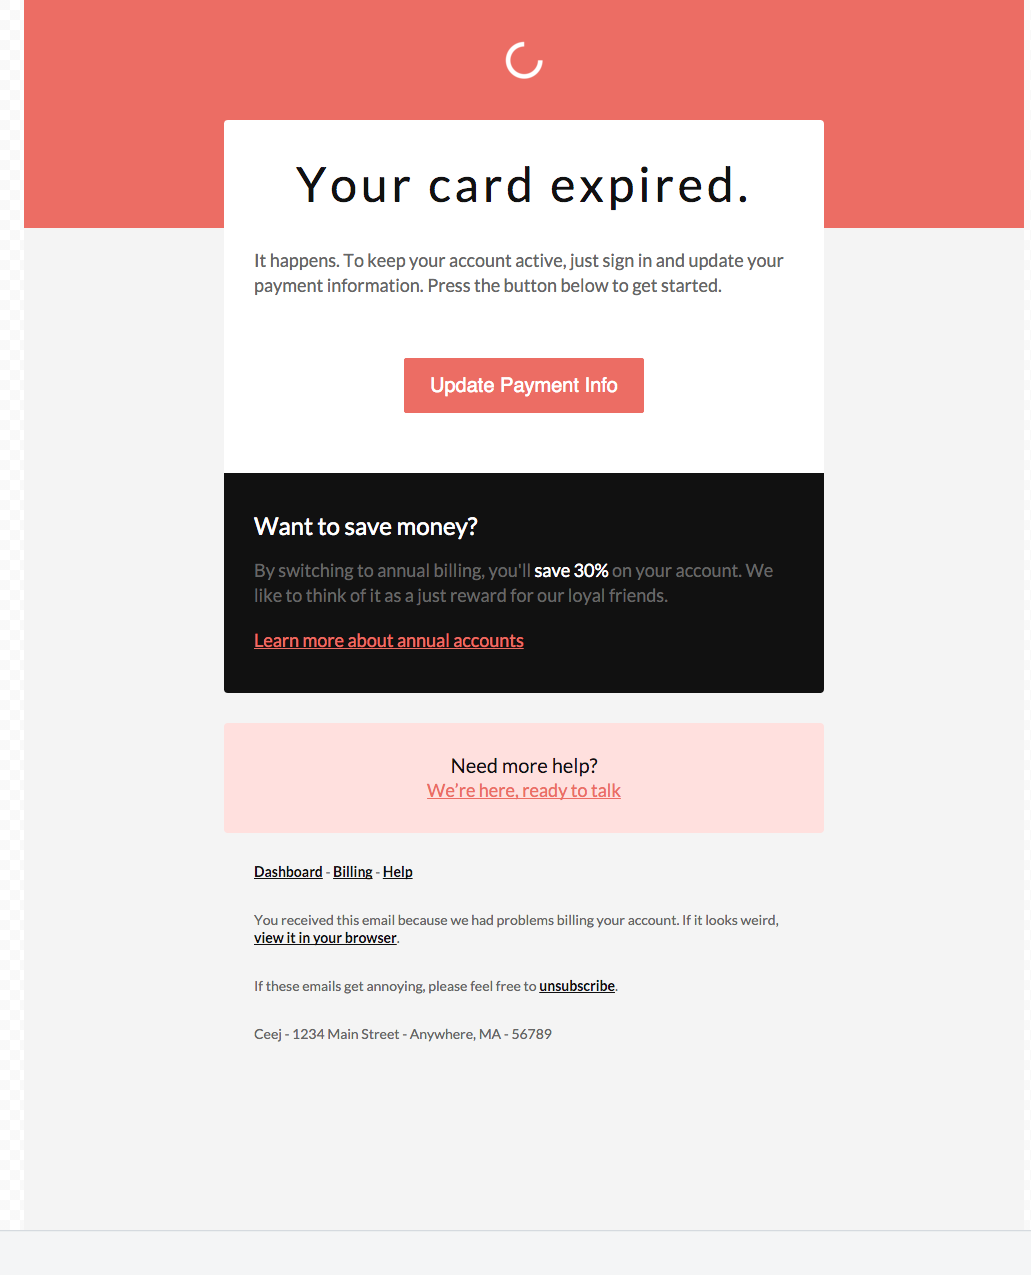 Your card expired.
It happens. To keep your account active, just sign in and update your
payment information. Press the button below to get started.
Update Payment Info
Want to save money?
By switching to annual billing, you'll save 30% on your account. We
like to think of it as a just reward for our loyal friends.
Learn more about annual accounts
Need more help?
We're here, ready to talk
Dashboard - Billing - Help
You received this email because we had problems billing your account. If it looks weird,
view it in your browser.
If these emails get annoying, please feel free to unsubscribe.
Ceej - 1234 Main Street - Anywhere, MA - 56789